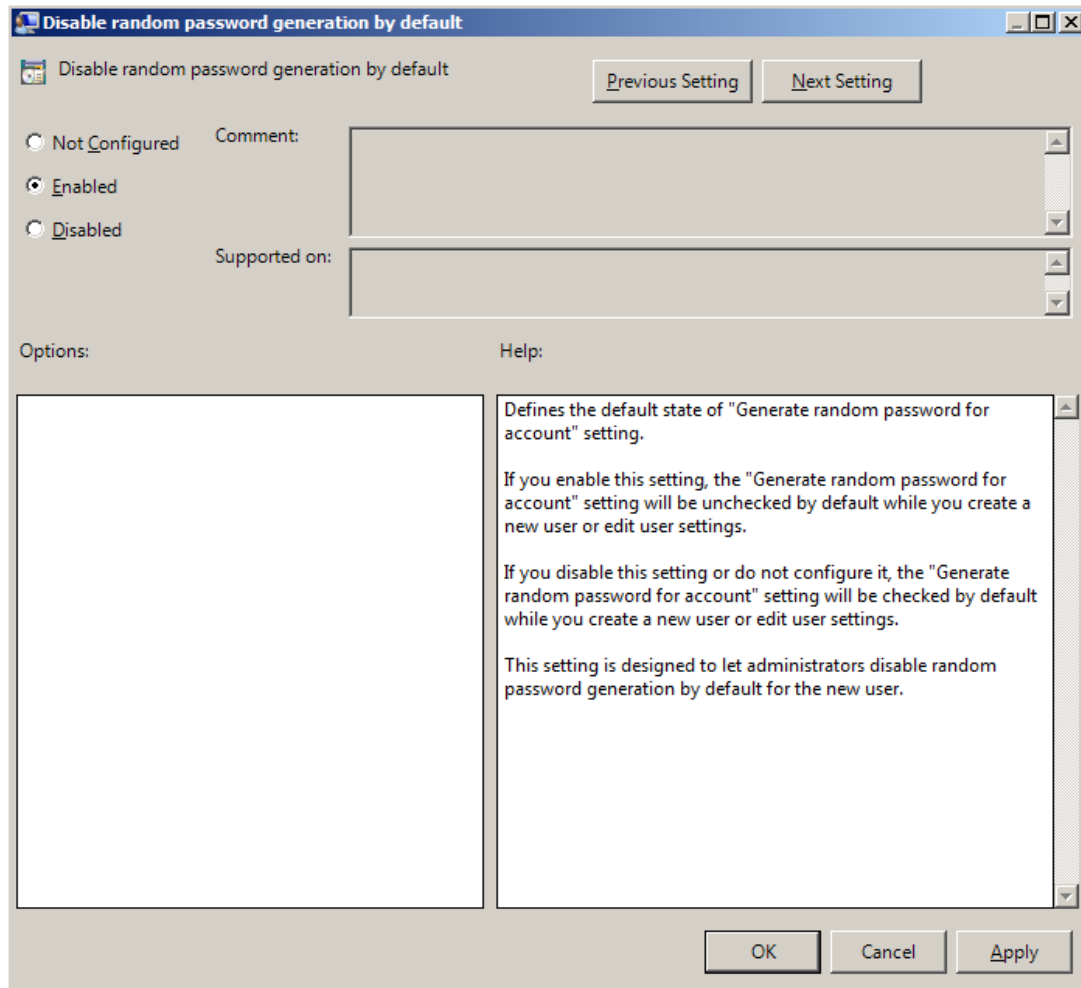 Disable random password generation by default
Disable random password generation by default
Previous Setting
Next Setting
Not Configured
Comment:
Enabled
Disabled
Supported on:
Options:
Help:
Defines the default state of "Generate random password for
account" setting.
If you enable this setting, the "Generate random password for
account" setting will be unchecked by default while you create a
new user or edit user settings.
If you disable this setting or do not configure it, the "Generate
random password for account" setting will be checked by default
while you create a new user or edit user settings.
This setting is designed to let administrators disable random
password generation by default for the new user.
OK
Cancel
Apply